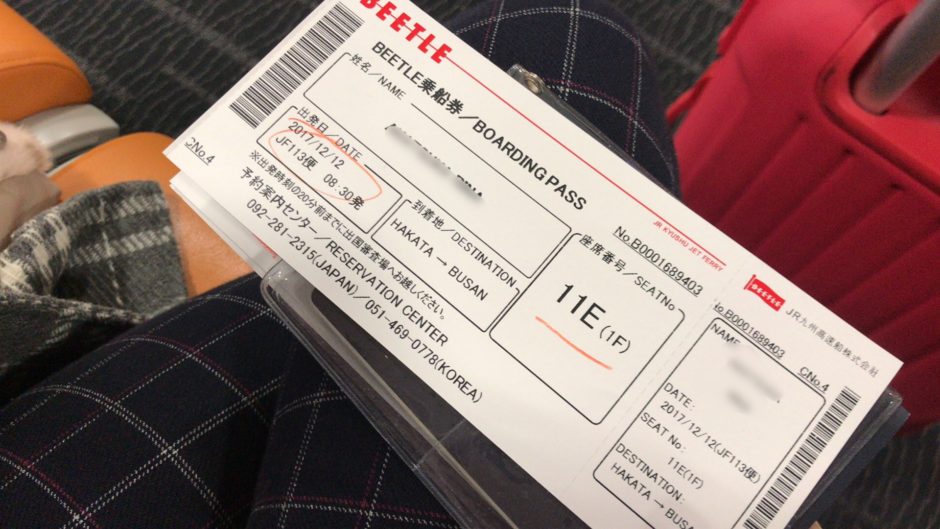 BEETLE
BEETLE乗船券／BOARDING PASS
姓名／NAME
出発日／DATE
2017/12/12
JF113便 08:30発
CNo.4
※出発時刻の20分前までに出国審査場へお越しください。
予約案内センター／RESERVATION CENTER
092-281-2315(JAPAN)／051-469-0778(KOREA)
到着地／DESTINATION
HAKATA → BUSAN
No.B0001689403
座席番号／SEATNo
11E(1F)
JR KYUSHU JET FERRY
BEETLE
JR九州高速船株式会社
No.B0001689403
CNo.4
NAME
DATE:
2017/12/12(JF113便)
SEAT No:
11E(1F)
DESTINATION:
HAKATA → BUSAN